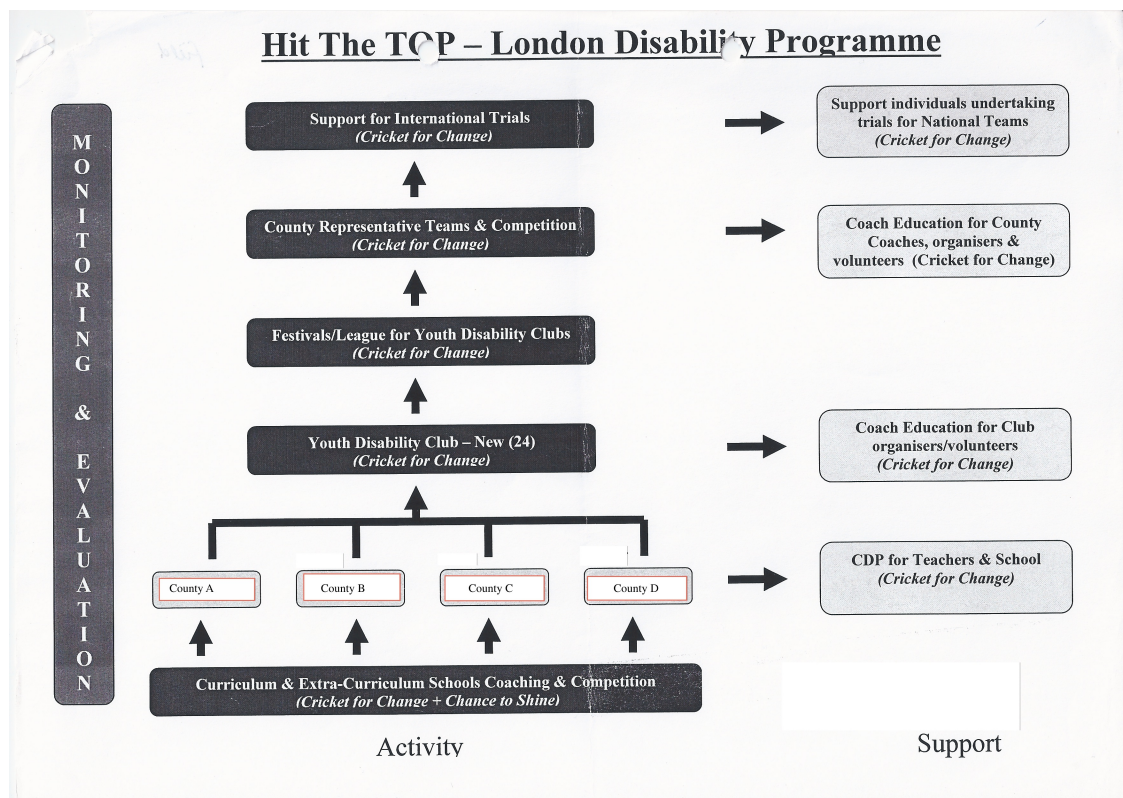 Hit The TOP – London Disability Programme
MONITORING & EVALUATION
Support for International Trials
(Cricket for Change)
Support individuals undertaking
trials for National Teams
(Cricket for Change)
County Representative Teams & Competition
(Cricket for Change)
Coach Education for County
Coaches, organisers &
volunteers (Cricket for Change)
Festivals/League for Youth Disability Clubs
(Cricket for Change)
Youth Disability Club – New (24)
(Cricket for Change)
Coach Education for Club
organisers/volunteers
(Cricket for Change)
County A
County B
County C
County D
CDP for Teachers & School
(Cricket for Change)
Curriculum & Extra-Curriculum Schools Coaching & Competition
(Cricket for Change + Chance to Shine)
Activity
Support